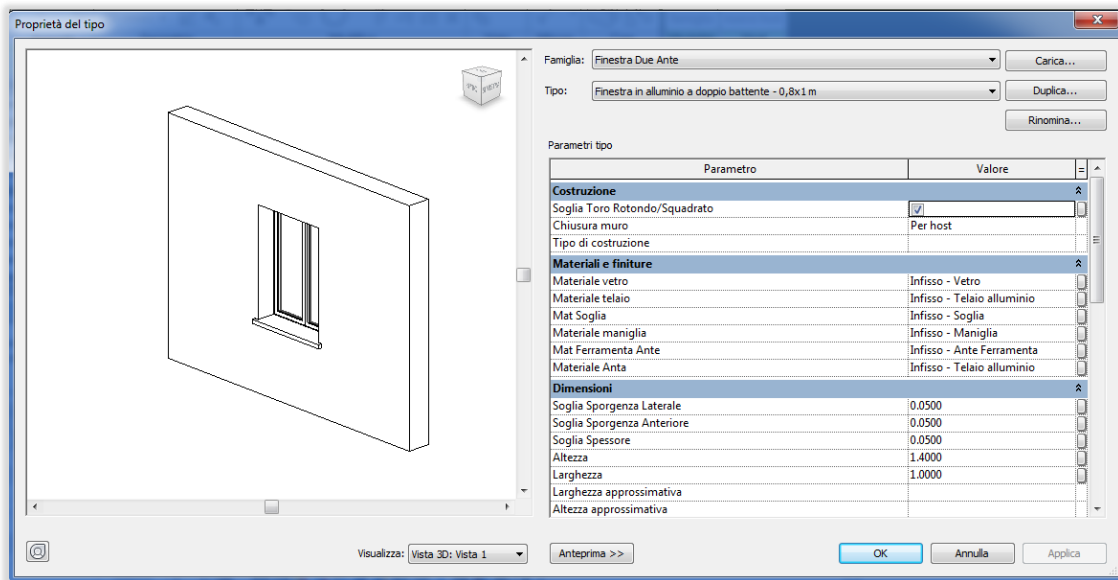 Proprietà del tipo
Famiglia: Finestra Due Ante Carica...
Tipo: Finestra in alluminio a doppio battente - 0,8x1 m Duplica...
Rinomina...
Parametri tipo
Parametro Valore =
Costruzione
Soglia Toro Rotondo/Squadrato
Chiusura muro Per host
Tipo di costruzione
Materiali e finiture
Materiale vetro Infisso - Vetro
Materiale telaio Infisso - Telaio alluminio
Mat Soglia Infisso - Soglia
Materiale maniglia Infisso - Maniglia
Mat Ferramenta Ante Infisso - Ante Ferramenta
Materiale Anta Infisso - Telaio alluminio
Dimensioni
Soglia Sporgenza Laterale 0.0500
Soglia Sporgenza Anteriore 0.0500
Soglia Spessore 0.0500
Altezza 1.4000
Larghezza 1.0000
Larghezza approssimativa
Altezza approssimativa
Visualizza: Vista 3D: Vista 1 Anteprima >> OK Annulla Applica